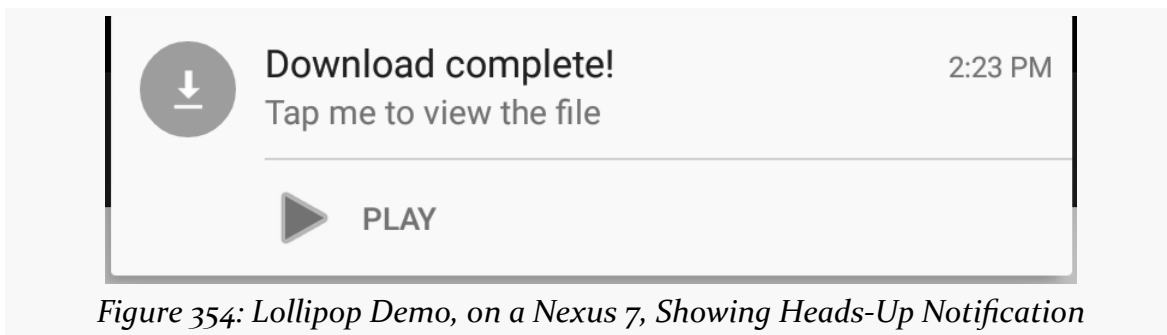 Download complete!
2:23 PM
Tap me to view the file
PLAY
Figure 354: Lollipop Demo, on a Nexus 7, Showing Heads-Up Notification